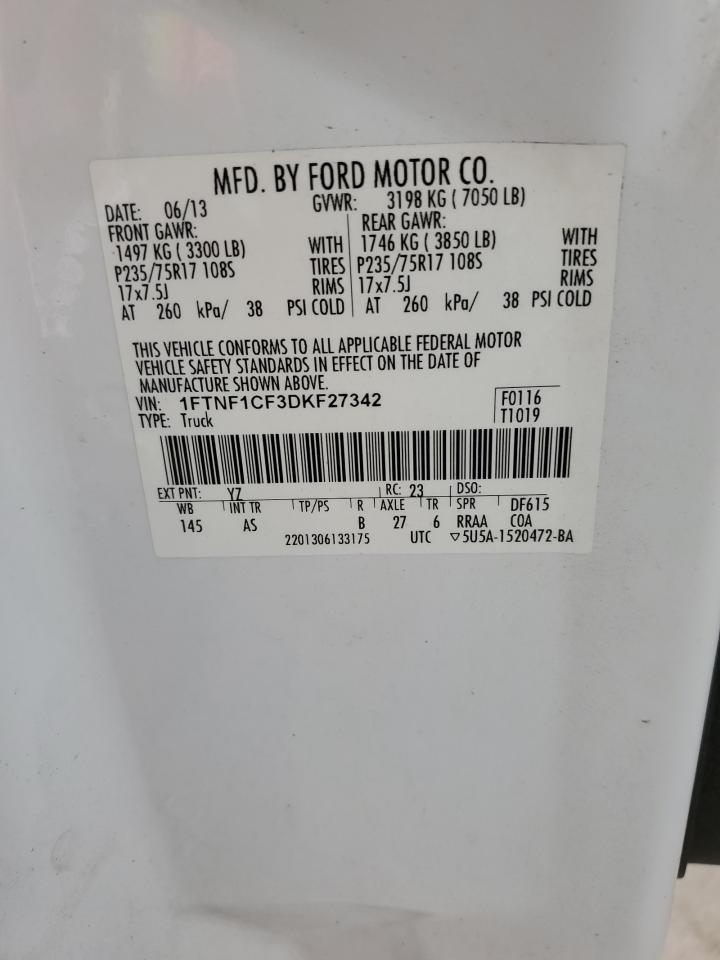 MFD. BY FORD MOTOR CO.
DATE: 06/13 GVWR: 3198 KG ( 7050 LB)
FRONT GAWR: REAR GAWR:
1497 KG ( 3300 LB) WITH 1746 KG ( 3850 LB) WITH
P235/75R17 108S TIRES P235/75R17 108S TIRES
17x7.5J RIMS 17x7.5J RIMS
AT 260 kPa/ 38 PSI COLD AT 260 kPa/ 38 PSI COLD
THIS VEHICLE CONFORMS TO ALL APPLICABLE FEDERAL MOTOR
VEHICLE SAFETY STANDARDS IN EFFECT ON THE DATE OF
MANUFACTURE SHOWN ABOVE.
VIN: 1FTNF1CF3DKF27342 F0116
TYPE: Truck T1019
EXT PNT: YZ RC: 23 DSO:
WB INT TR TP/PS R AXLE TR SPR DF615
145 AS B 27 6 RRAA COA
2201306133175 UTC ▽5U5A-1520472-BA